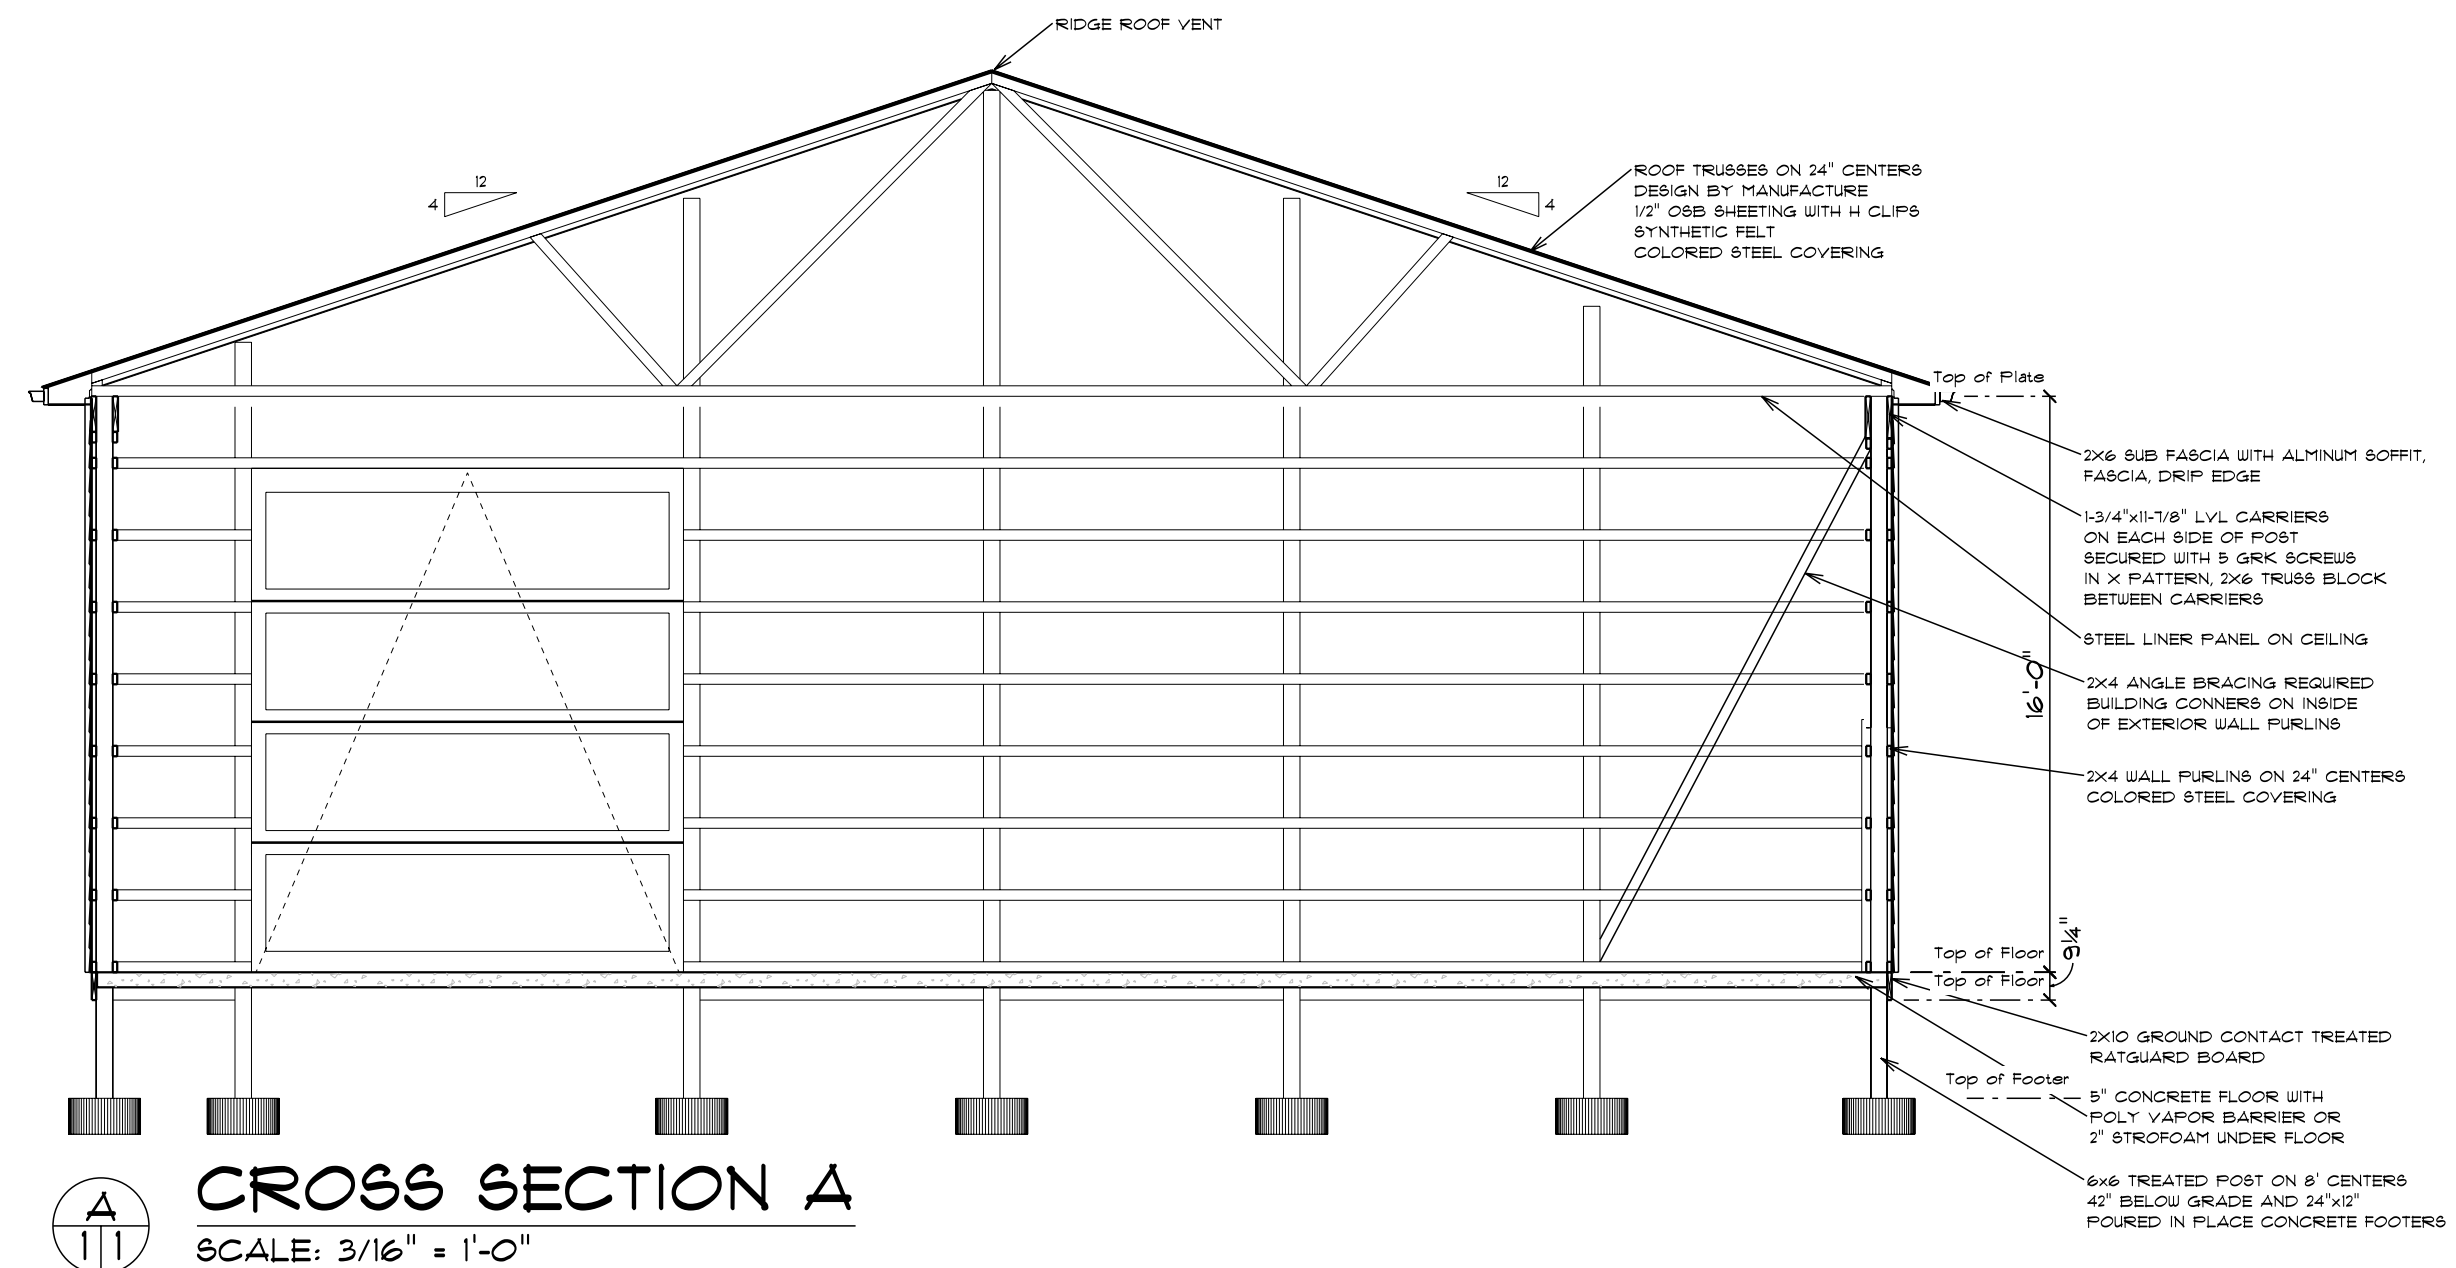 RIDGE ROOF VENT
12
4
12
4
ROOF TRUSSES ON 24" CENTERS
DESIGN BY MANUFACTURE
1/2" OSB SHEETING WITH H CLIPS
SYNTHETIC FELT
COLORED STEEL COVERING
Top of Plate
2X6 SUB FASCIA WITH ALMINUM SOFFIT,
FASCIA, DRIP EDGE
1-3/4"x11-7/8" LVL CARRIERS
ON EACH SIDE OF POST
SECURED WITH 5 GRK SCREWS
IN X PATTERN, 2X6 TRUSS BLOCK
BETWEEN CARRIERS
STEEL LINER PANEL ON CEILING
16'-0"
2X4 ANGLE BRACING REQUIRED
BUILDING CONNERS ON INSIDE
OF EXTERIOR WALL PURLINS
2X4 WALL PURLINS ON 24" CENTERS
COLORED STEEL COVERING
9¼"
Top of Floor
Top of Floor
2X10 GROUND CONTACT TREATED
RATGUARD BOARD
Top of Footer
5" CONCRETE FLOOR WITH
POLY VAPOR BARRIER OR
2" STROFOAM UNDER FLOOR
6x6 TREATED POST ON 8' CENTERS
42" BELOW GRADE AND 24"x12"
POURED IN PLACE CONCRETE FOOTERS
A
1 1
CROSS SECTION A
SCALE: 3/16" = 1'-0"